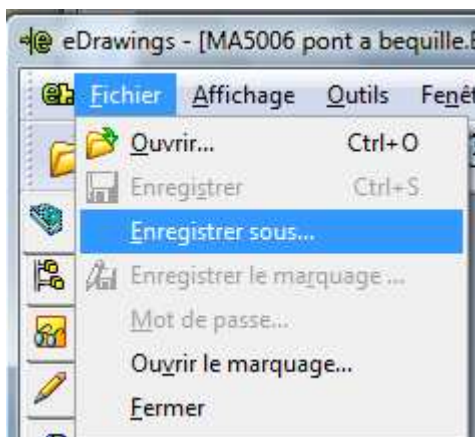 eDrawings - [MA5006 pont a bequille.
Fichier Affichage Outils Fenêt
Ouvrir... Ctrl+O
Enregistrer Ctrl+S
Enregistrer sous...
Enregistrer le marquage ...
Mot de passe...
Ouvrir le marquage...
Fermer